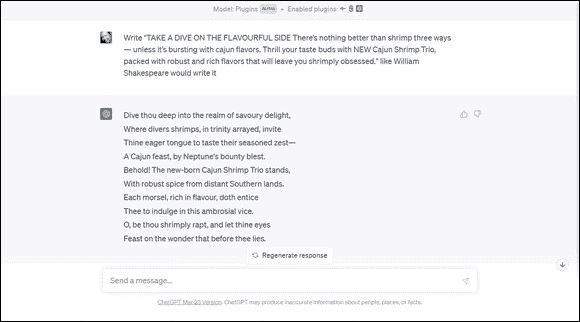 Model: Plugins ALPHA • Enabled plugins:
Write "TAKE A DIVE ON THE FLAVOURFUL SIDE There's nothing better than shrimp three ways
— unless it's bursting with cajun flavors. Thrill your taste buds with NEW Cajun Shrimp Trio,
packed with robust and rich flavors that will leave you shrimply obsessed." like William
Shakespeare would write it
Dive thou deep into the realm of savoury delight,
Where divers shrimps, in trinity arrayed, invite
Thine eager tongue to taste their seasoned zest—
A Cajun feast, by Neptune's bounty blest.
Behold! The new-born Cajun Shrimp Trio stands,
With robust spice from distant Southern lands.
Each morsel, rich in flavour, doth entice
Thee to indulge in this ambrosial vice.
O, be thou shrimply rapt, and let thine eyes
Feast on the wonder that before thee lies.
Regenerate response
Send a message...
ChatGPT Mar 23 Version. ChatGPT may produce inaccurate information about people, places, or facts.